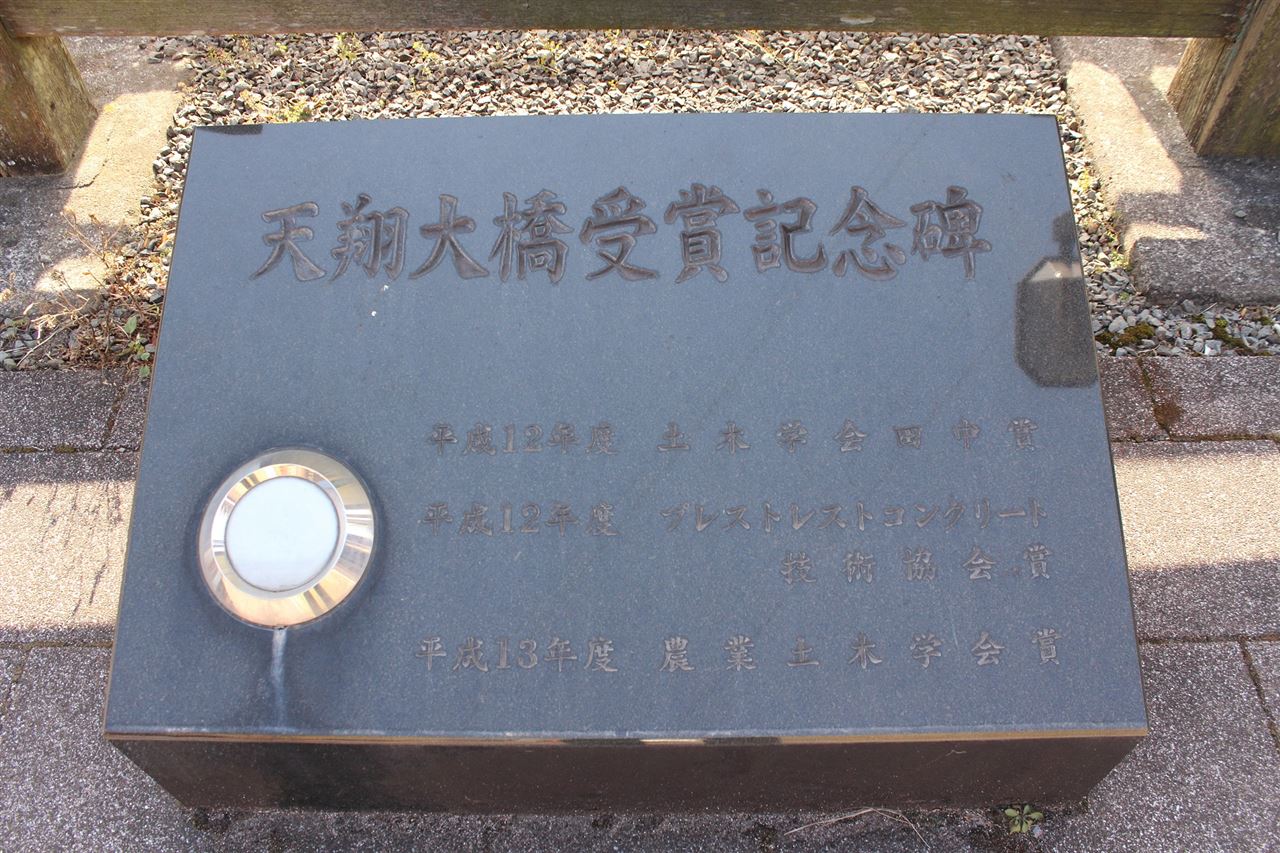 天翔大橋受賞記念碑
平成12年度 土木学会田中賞
平成12年度 プレストレストコンクリート
技術協会賞
平成13年度 農業土木学会賞